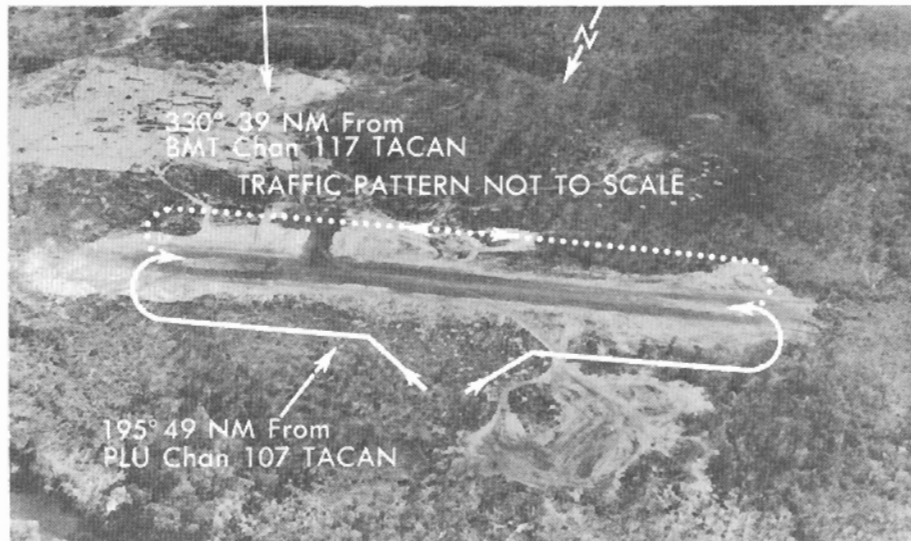 N
330° 39 NM From
BMT Chan 117 TACAN
TRAFFIC PATTERN NOT TO SCALE
195° 49 NM From
PLU Chan 107 TACAN